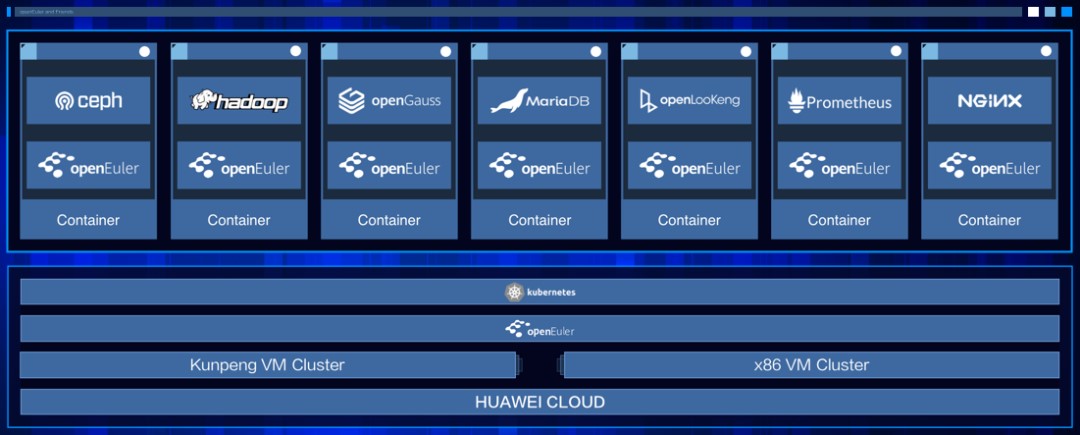 openEuler and Friends
ceph
hadoop
openGauss
MariaDB
openLooKeng
Prometheus
NGINX
openEuler
openEuler
openEuler
openEuler
openEuler
openEuler
openEuler
Container
Container
Container
Container
Container
Container
Container
kubernetes
openEuler
Kunpeng VM Cluster
x86 VM Cluster
HUAWEI CLOUD